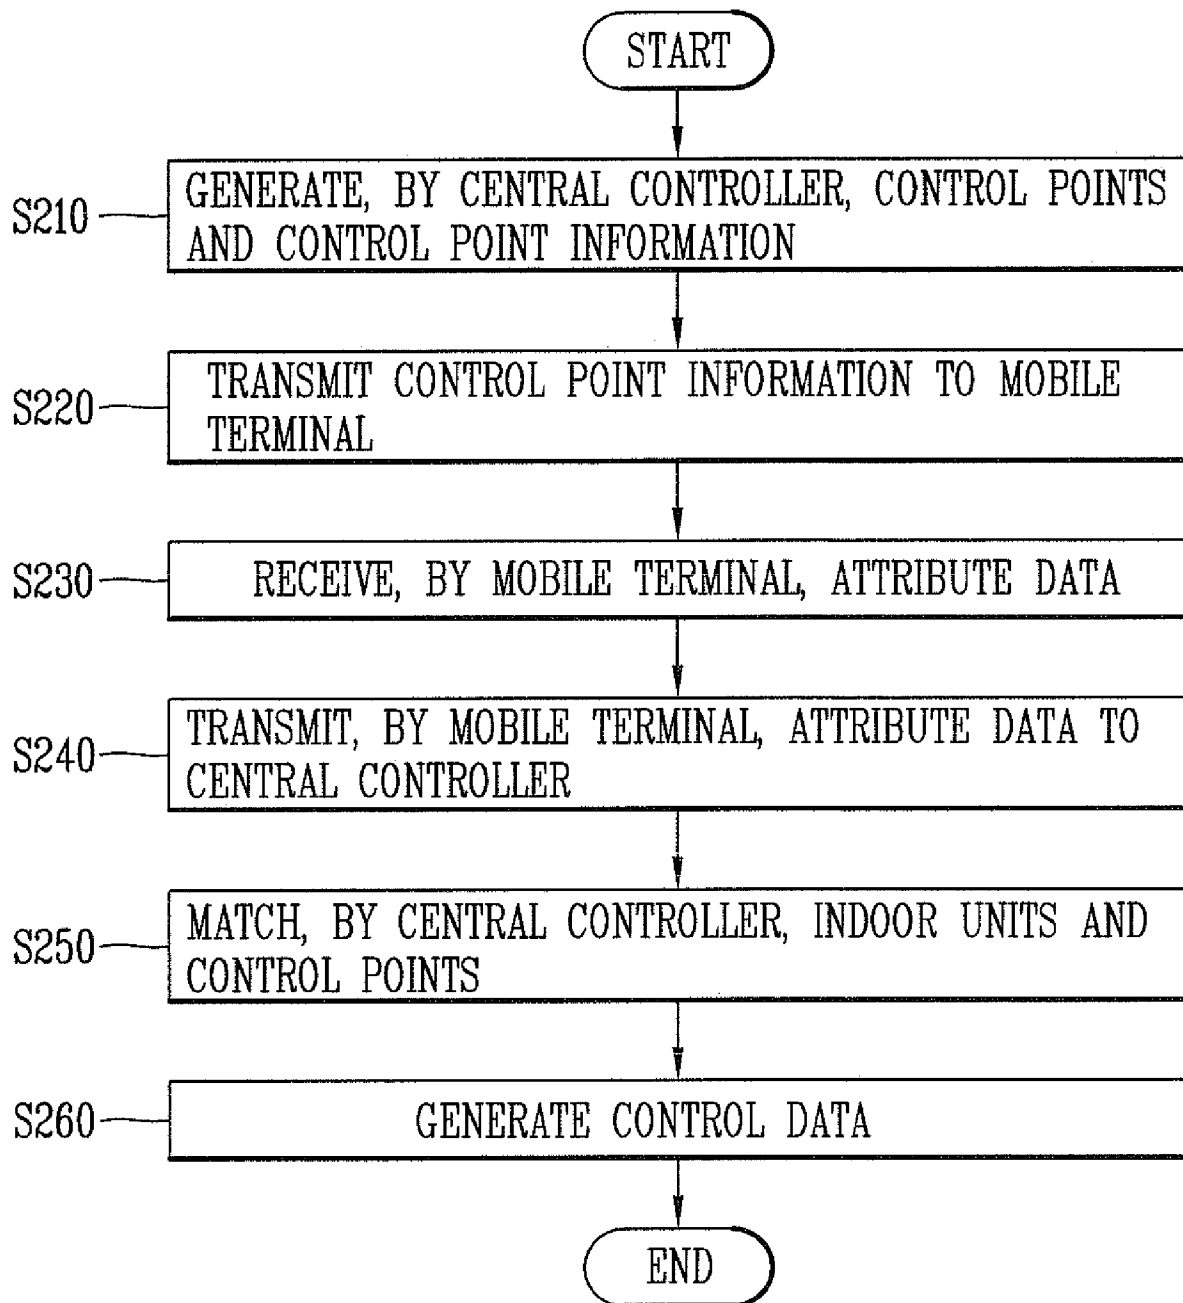 START
S210
GENERATE, BY CENTRAL CONTROLLER, CONTROL POINTS
AND CONTROL POINT INFORMATION
S220
TRANSMIT CONTROL POINT INFORMATION TO MOBILE
TERMINAL
S230
RECEIVE, BY MOBILE TERMINAL, ATTRIBUTE DATA
S240
TRANSMIT, BY MOBILE TERMINAL, ATTRIBUTE DATA TO
CENTRAL CONTROLLER
S250
MATCH, BY CENTRAL CONTROLLER, INDOOR UNITS AND
CONTROL POINTS
S260
GENERATE CONTROL DATA
END